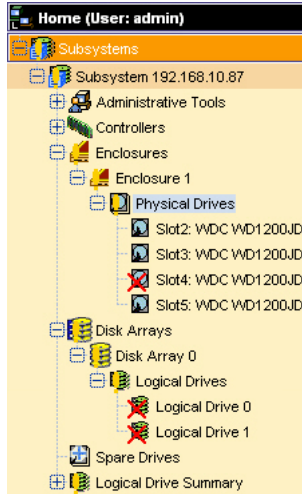 Home (User: admin)
Subsystems
Subsystem 192.168.10.87
Administrative Tools
Controllers
Enclosures
Enclosure 1
Physical Drives
Slot2: WDC WD1200JD
Slot3: WDC WD1200JD
Slot4: WDC WD1200JD
Slot5: WDC WD1200JD
Disk Arrays
Disk Array 0
Logical Drives
Logical Drive 0
Logical Drive 1
Spare Drives
Logical Drive Summary